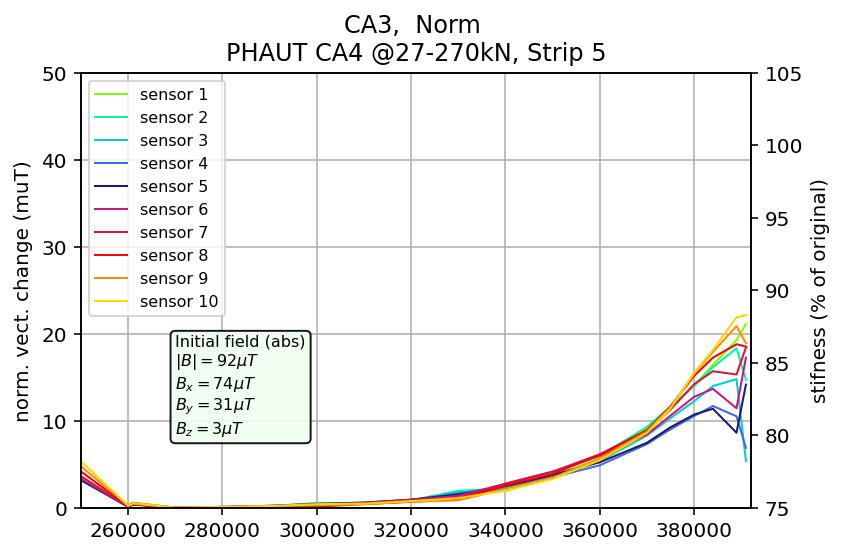 CA3,  Norm
PHAUT CA4 @27-270kN, Strip 5
50
40
30
20
10
0
norm. vect. change (muT)
sensor 1
sensor 2
sensor 3
sensor 4
sensor 5
sensor 6
sensor 7
sensor 8
sensor 9
sensor 10
Initial field (abs)
|B| = 92μT
Bₓ = 74μT
B_y = 31μT
B_z = 3μT
105
100
95
90
85
80
75
stifness (% of original)
260000 280000 300000 320000 340000 360000 380000